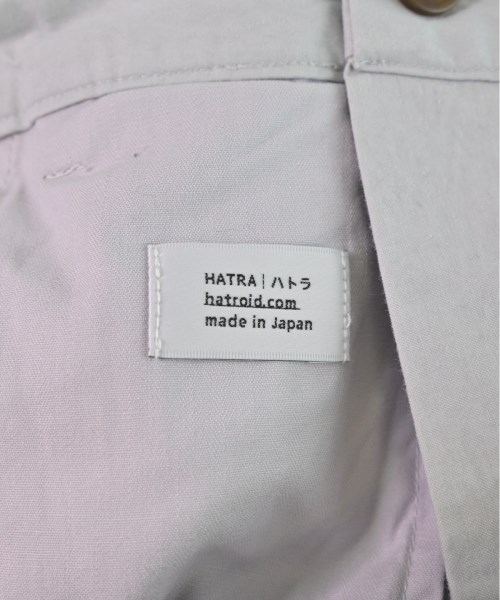 HATRA | ハトラ
hatroid.com
made in Japan